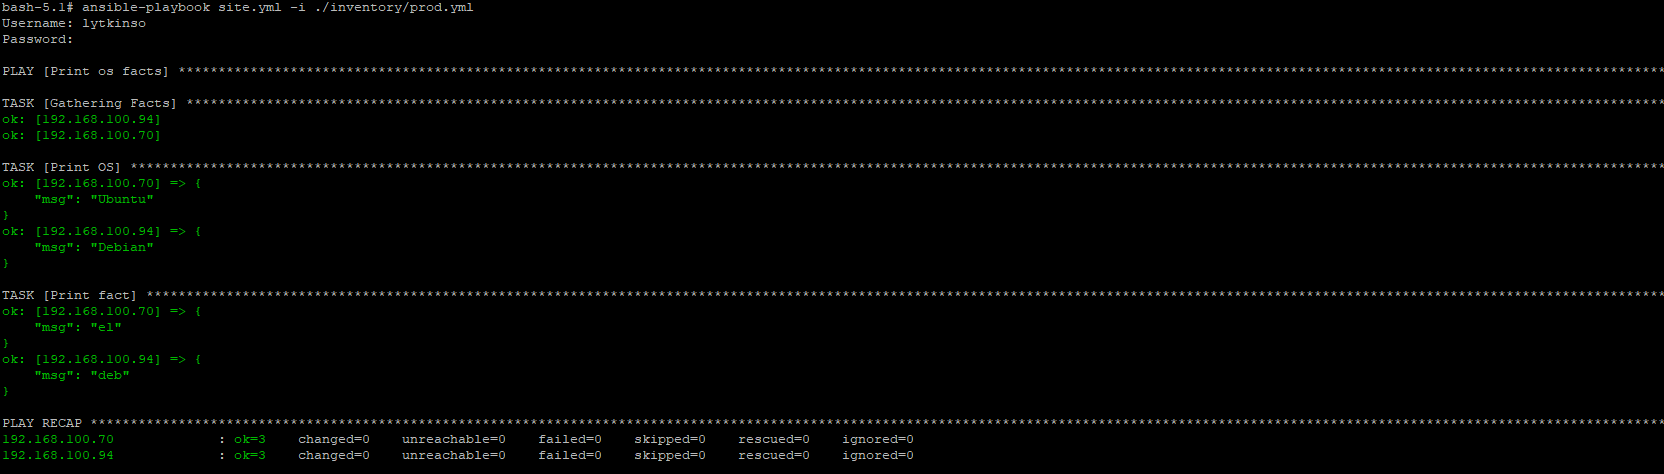 bash-5.1# ansible-playbook site.yml -i ./inventory/prod.yml
Username: lytkinso
Password:
PLAY [Print os facts] ****************************************************************************************************************************************************************************************
TASK [Gathering Facts] ***************************************************************************************************************************************************************************************
ok: [192.168.100.94]
ok: [192.168.100.70]
TASK [Print OS] **********************************************************************************************************************************************************************************************
ok: [192.168.100.70] => {
    "msg": "Ubuntu"
}
ok: [192.168.100.94] => {
    "msg": "Debian"
}
TASK [Print fact] ********************************************************************************************************************************************************************************************
ok: [192.168.100.70] => {
    "msg": "el"
}
ok: [192.168.100.94] => {
    "msg": "deb"
}
PLAY RECAP ***************************************************************************************************************************************************************************************************
192.168.100.70             : ok=3    changed=0    unreachable=0    failed=0    skipped=0    rescued=0    ignored=0
192.168.100.94             : ok=3    changed=0    unreachable=0    failed=0    skipped=0    rescued=0    ignored=0